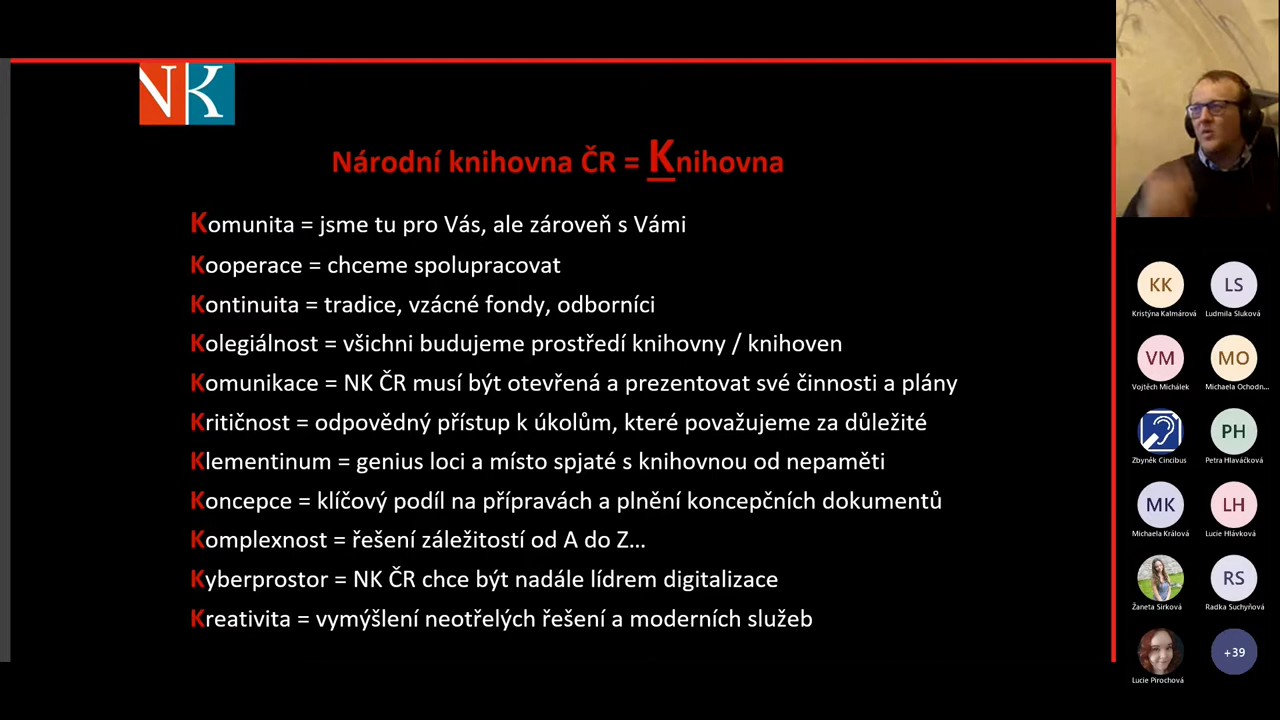 NK
Národní knihovna ČR = Knihovna
Komunita = jsme tu pro Vás, ale zároveň s Vámi
Kooperace = chceme spolupracovat
Kontinuita = tradice, vzácné fondy, odborníci
Kolegiálnost = všichni budujeme prostředí knihovny / knihoven
Komunikace = NK ČR musí být otevřená a prezentovat své činnosti a plány
Kritičnost = odpovědný přístup k úkolům, které považujeme za důležité
Klementinum = genius loci a místo spjaté s knihovnou od nepaměti
Koncepce = klíčový podíl na přípravách a plnění koncepčních dokumentů
Komplexnost = řešení záležitostí od A do Z...
Kyberprostor = NK ČR chce být nadále lídrem digitalizace
Kreativita = vymýšlení neotřelých řešení a moderních služeb
KK LS
Kristýna Kalmárová Ludmila Sluková
VM MO
Vojtěch Michálek Michaela Ochodn...
PH
Zbyněk Cincibus Petra Hlaváčková
MK LH
Michaela Králová Lucie Hlávková
RS
Žaneta Sirková Radka Suchyňová
+39
Lucie Pirochová